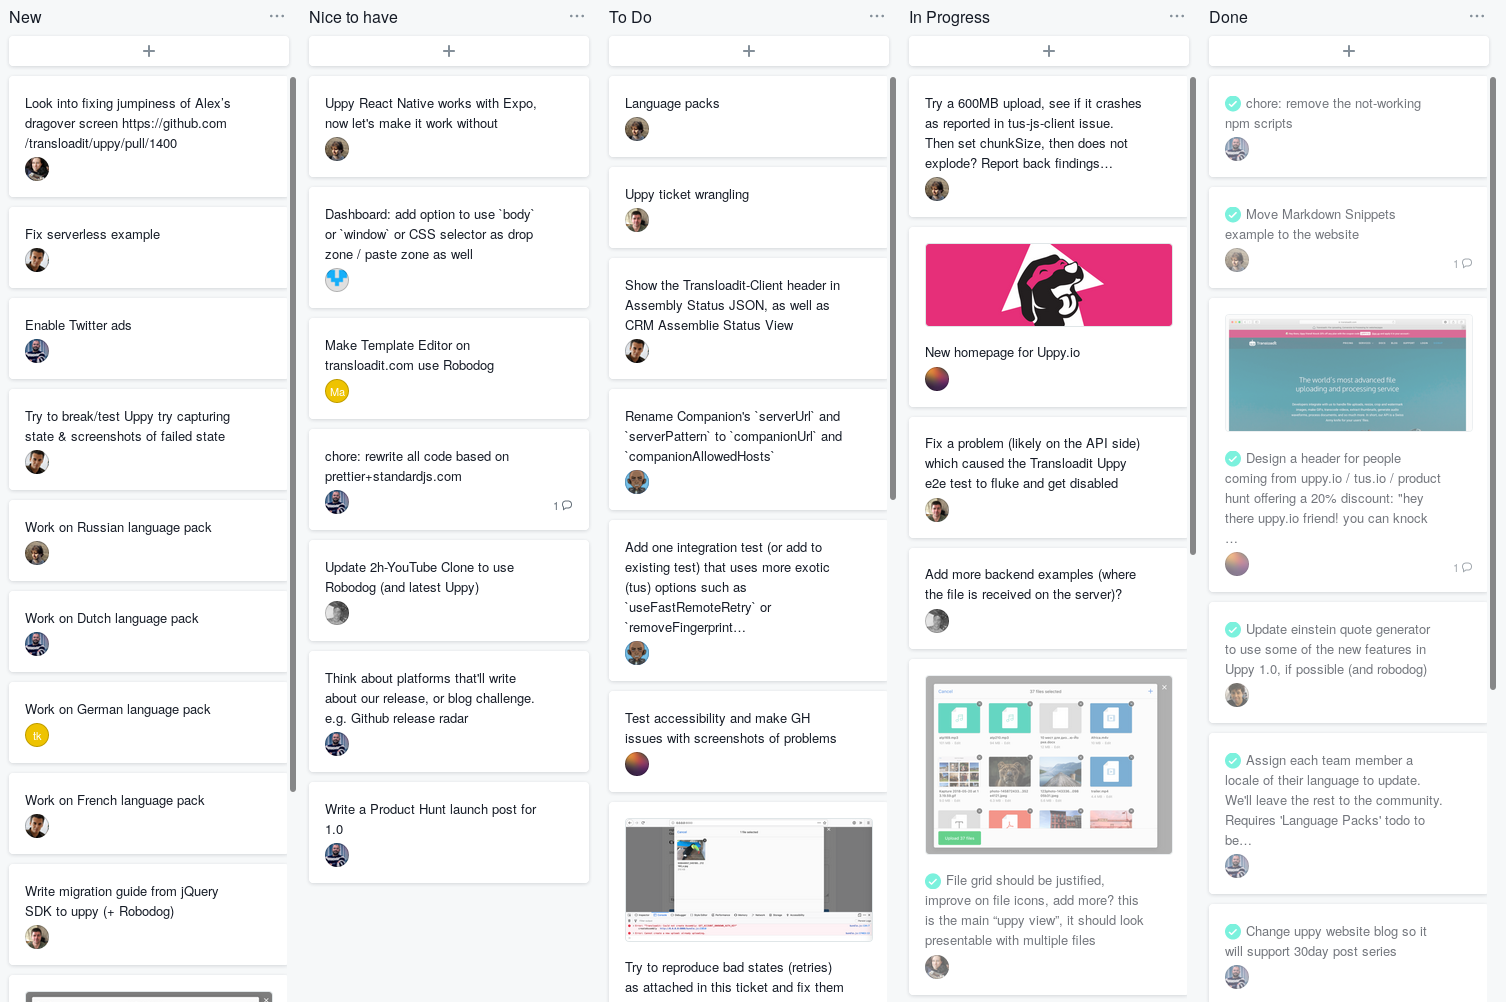 New
Look into fixing jumpiness of Alex’s
dragover screen https://github.com
/transloadit/uppy/pull/1400
Fix serverless example
Enable Twitter ads
Try to break/test Uppy try capturing
state & screenshots of failed state
Work on Russian language pack
Work on Dutch language pack
Work on German language pack
tk
Work on French language pack
Write migration guide from jQuery
SDK to uppy (+ Robodog)
Nice to have
Uppy React Native works with Expo,
now let's make it work without
Dashboard: add option to use `body`
or `window` or CSS selector as drop
zone / paste zone as well
Make Template Editor on
transloadit.com use Robodog
Ma
chore: rewrite all code based on
prettier+standardjs.com
1
Update 2h-YouTube Clone to use
Robodog (and latest Uppy)
Think about platforms that'll write
about our release, or blog challenge.
e.g. Github release radar
Write a Product Hunt launch post for
1.0
To Do
Language packs
Uppy ticket wrangling
Show the Transloadit-Client header in
Assembly Status JSON, as well as
CRM Assemblie Status View
Rename Companion's `serverUrl` and
`serverPattern` to `companionUrl` and
`companionAllowedHosts`
Add one integration test (or add to
existing test) that uses more exotic
(tus) options such as
`useFastRemoteRetry` or
`removeFingerprint…
Test accessibility and make GH
issues with screenshots of problems
Try to reproduce bad states (retries)
as attached in this ticket and fix them
In Progress
Try a 600MB upload, see if it crashes
as reported in tus-js-client issue.
Then set chunkSize, then does not
explode? Report back findings…
New homepage for Uppy.io
Fix a problem (likely on the API side)
which caused the Transloadit Uppy
e2e test to fluke and get disabled
Add more backend examples (where
the file is received on the server)?
Cancel
37 files selected
Upload 37 files
File grid should be justified,
improve on file icons, add more? this
is the main “uppy view”, it should look
presentable with multiple files
Done
chore: remove the not-working
npm scripts
Move Markdown Snippets
example to the website
1
Transloadit
The world's most advanced file
uploading and processing service
Design a header for people
coming from uppy.io / tus.io / product
hunt offering a 20% discount: "hey
there uppy.io friend! you can knock
…
1
Update einstein quote generator
to use some of the new features in
Uppy 1.0, if possible (and robodog)
Assign each team member a
locale of their language to update.
We'll leave the rest to the community.
Requires 'Language Packs' todo to
be…
Change uppy website blog so it
will support 30day post series